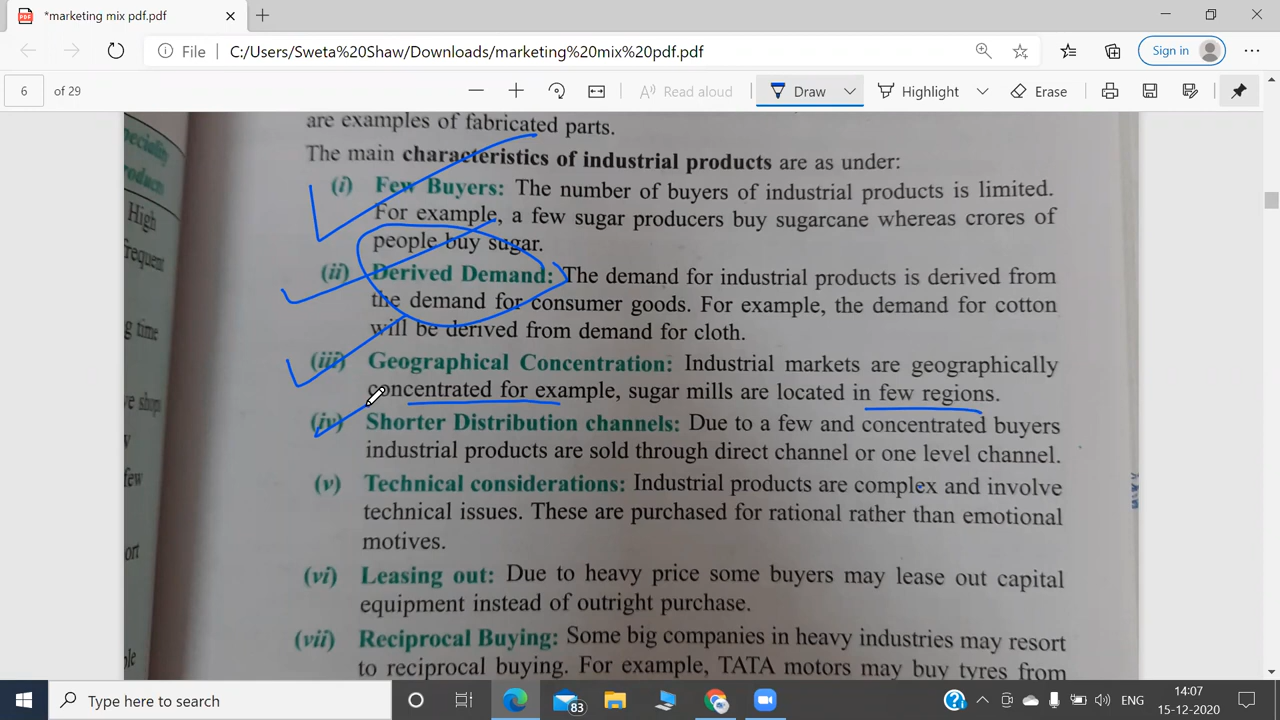 *marketing mix pdf.pdf
File C:/Users/Sweta%20Shaw/Downloads/marketing%20mix%20pdf.pdf
Sign in
6 of 29
Read aloud
Draw
Highlight
Erase
are examples of fabricated parts.
The main characteristics of industrial products are as under:
(i) Few Buyers: The number of buyers of industrial products is limited.
For example, a few sugar producers buy sugarcane whereas crores of
people buy sugar.
(ii) Derived Demand: The demand for industrial products is derived from
the demand for consumer goods. For example, the demand for cotton
will be derived from demand for cloth.
(iii) Geographical Concentration: Industrial markets are geographically
concentrated for example, sugar mills are located in few regions.
(iv) Shorter Distribution channels: Due to a few and concentrated buyers
industrial products are sold through direct channel or one level channel.
(v) Technical considerations: Industrial products are complex and involve
technical issues. These are purchased for rational rather than emotional
motives.
(vi) Leasing out: Due to heavy price some buyers may lease out capital
equipment instead of outright purchase.
(vii) Reciprocal Buying: Some big companies in heavy industries may resort
to reciprocal buying. For example, TATA motors may buy tyres from
High
few
Type here to search
83
ENG
14:07
15-12-2020